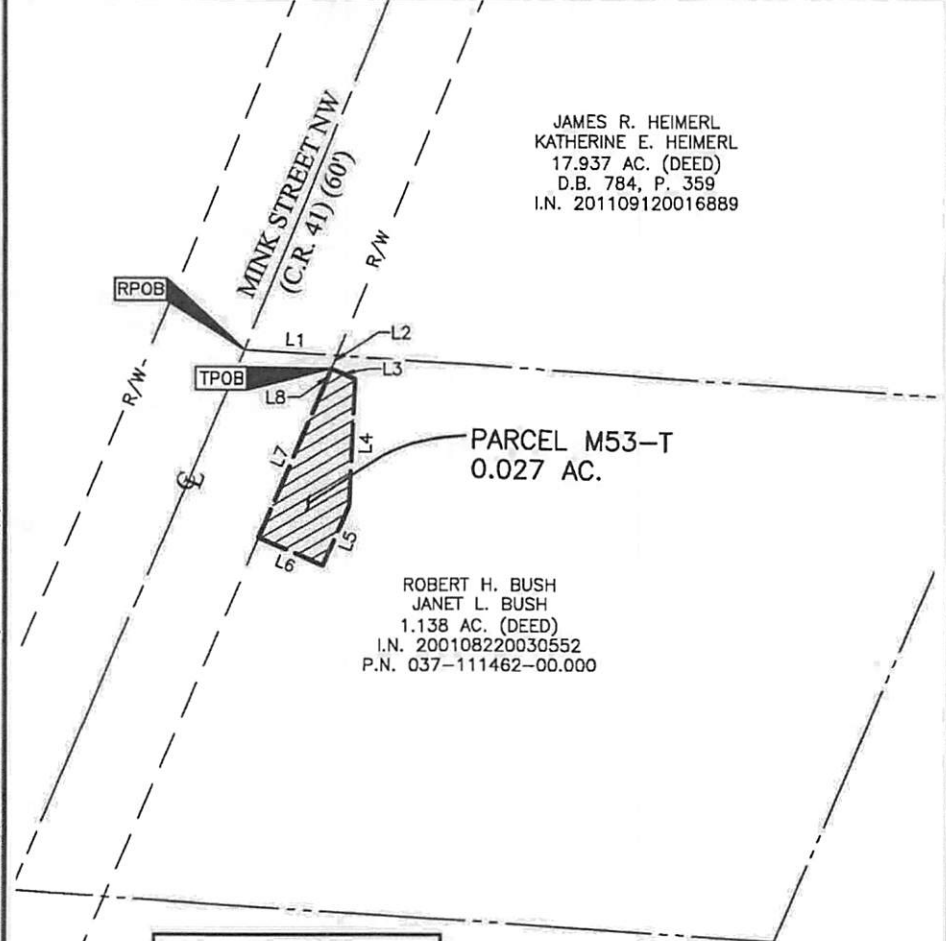 JAMES R. HEIMERL
KATHERINE E. HEIMERL
17.937 AC. (DEED)
D.B. 784, P. 359
I.N. 201109120016889
MINK STREET NW
(C.R. 41) (60')
R/W
RPOB
L1
L2
TPOB
L3
L8
R/W
L7
L4
PARCEL M53-T
0.027 AC.
℄
L5
L6
ROBERT H. BUSH
JANET L. BUSH
1.138 AC. (DEED)
I.N. 200108220030552
P.N. 037-111462-00.000